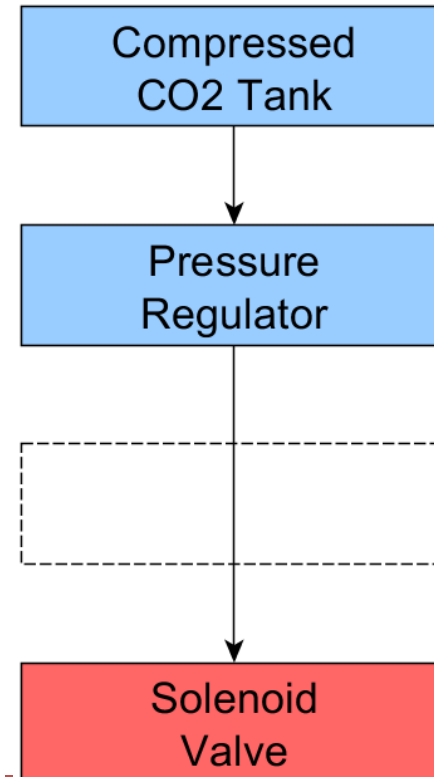 Compressed
CO2 Tank
Pressure
Regulator
Solenoid
Valve